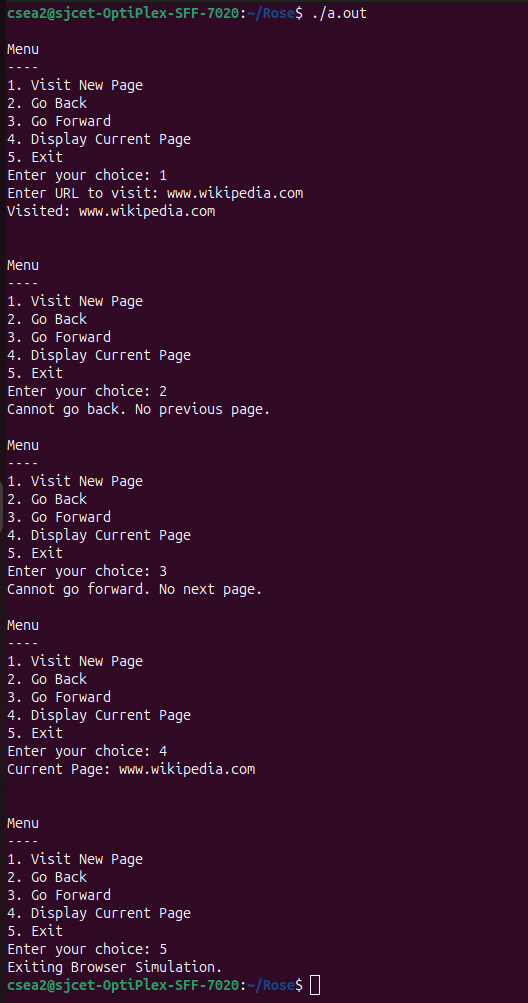 csea2@sjcet-OptiPlex-SFF-7020:~/Rose$ ./a.out
Menu
----
1. Visit New Page
2. Go Back
3. Go Forward
4. Display Current Page
5. Exit
Enter your choice: 1
Enter URL to visit: www.wikipedia.com
Visited: www.wikipedia.com
Menu
----
1. Visit New Page
2. Go Back
3. Go Forward
4. Display Current Page
5. Exit
Enter your choice: 2
Cannot go back. No previous page.
Menu
----
1. Visit New Page
2. Go Back
3. Go Forward
4. Display Current Page
5. Exit
Enter your choice: 3
Cannot go forward. No next page.
Menu
----
1. Visit New Page
2. Go Back
3. Go Forward
4. Display Current Page
5. Exit
Enter your choice: 4
Current Page: www.wikipedia.com
Menu
----
1. Visit New Page
2. Go Back
3. Go Forward
4. Display Current Page
5. Exit
Enter your choice: 5
Exiting Browser Simulation.
csea2@sjcet-OptiPlex-SFF-7020:~/Rose$